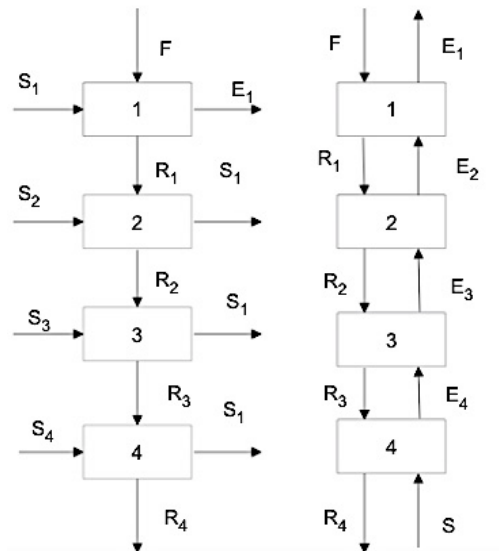 F
S₁
E₁
1
R₁
S₁
S₂
2
R₂
S₁
S₃
3
R₃
S₁
S₄
4
R₄
F
E₁
1
R₁
E₂
2
R₂
E₃
3
R₃
E₄
4
R₄
S